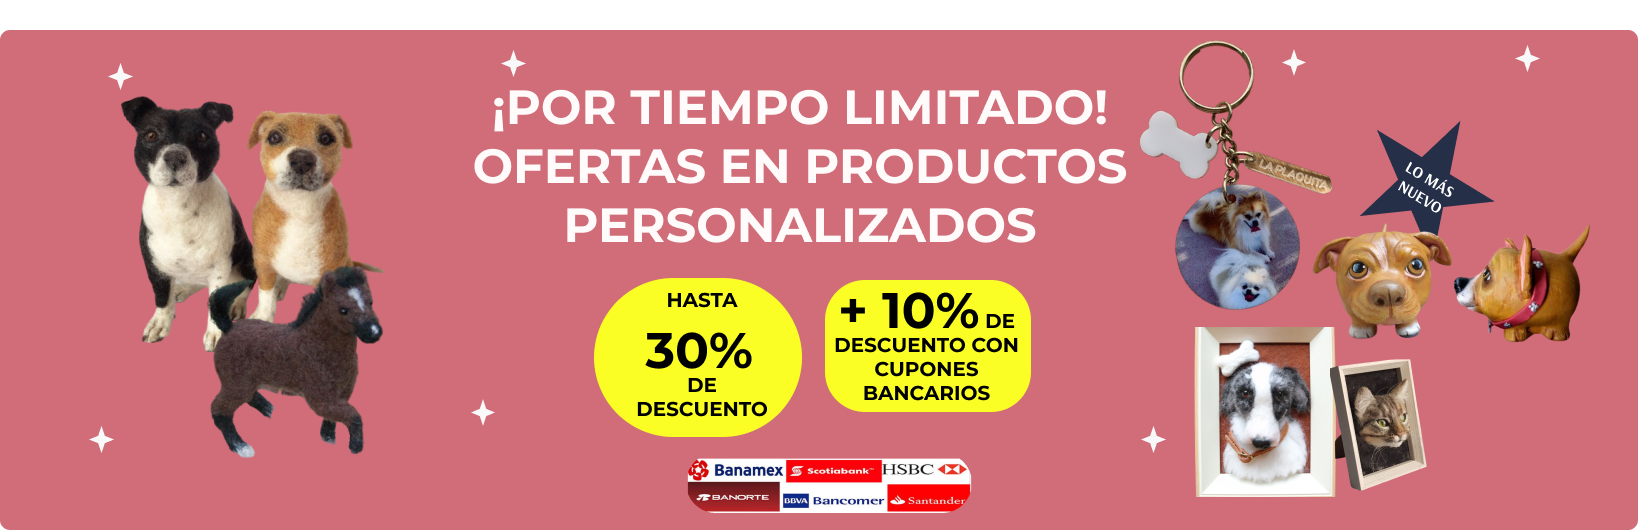 ¡POR TIEMPO LIMITADO!
OFERTAS EN PRODUCTOS
PERSONALIZADOS
HASTA
30%
DE
DESCUENTO
+ 10% DE
DESCUENTO CON
CUPONES
BANCARIOS
Banamex Scotiabank HSBC
BANORTE BBVA Bancomer Santander
LA PLAQUITA
LO MÁS
NUEVO